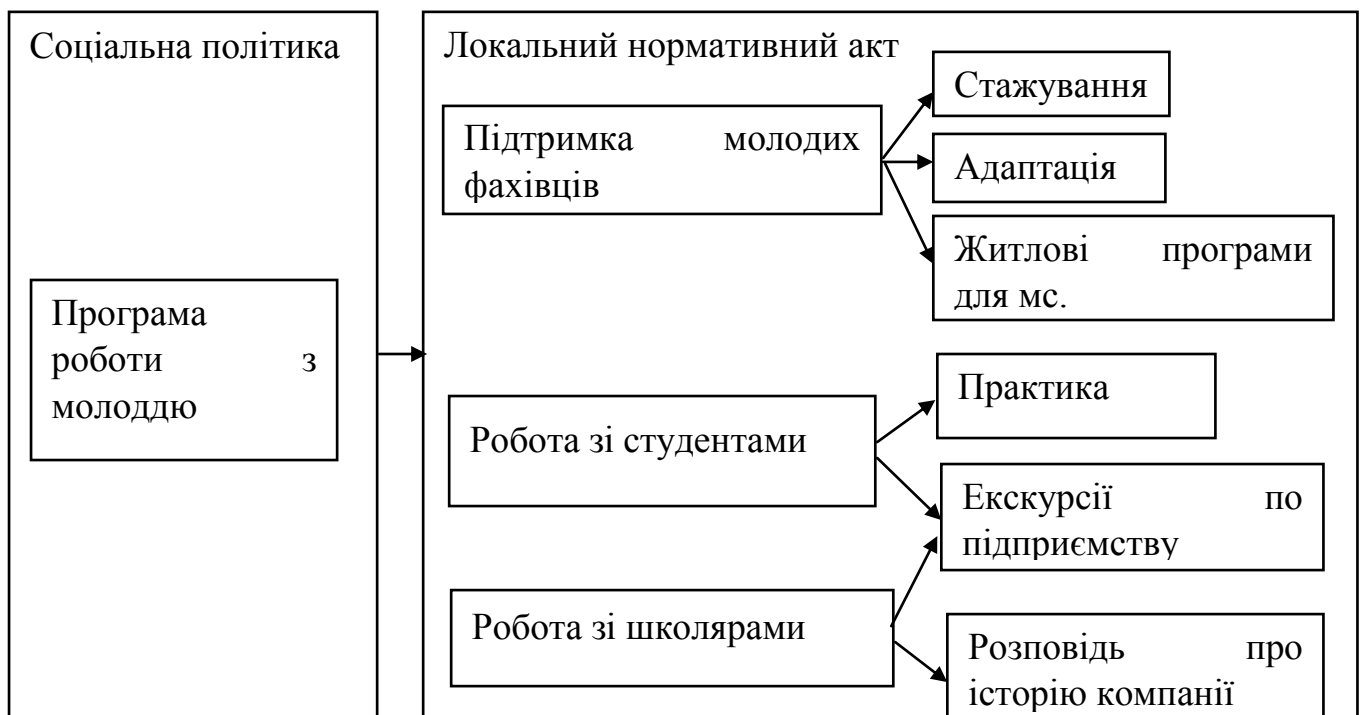 Соціальна політика
Програма
роботи з
молоддю
Локальний нормативний акт
Підтримка молодих
фахівців
Стажування
Адаптація
Житлові програми
для мс.
Робота зі студентами
Практика
Екскурсії по
підприємству
Робота зі школярами
Розповідь про
історію компанії